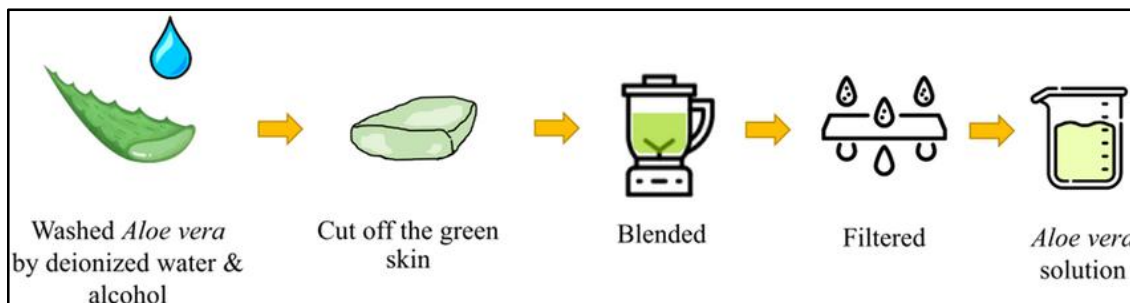 Washed Aloe vera
by deionized water &
alcohol
Cut off the green
skin
Blended
Filtered
Aloe vera
solution